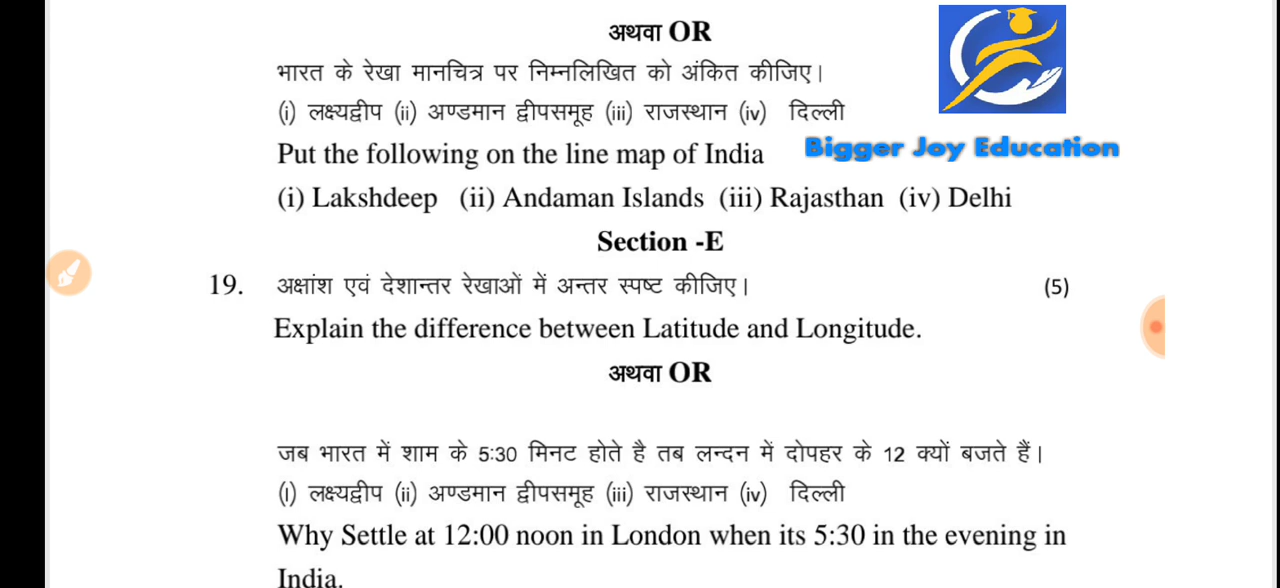 अथवा OR
भारत के रेखा मानचित्र पर निम्नलिखित को अंकित कीजिए।
(i) लक्ष्यद्वीप (ii) अण्डमान द्वीपसमूह (iii) राजस्थान (iv) दिल्ली
Put the following on the line map of India
Bigger Joy Education
(i) Lakshdeep (ii) Andaman Islands (iii) Rajasthan (iv) Delhi
Section -E
19. अक्षांश एवं देशान्तर रेखाओं में अन्तर स्पष्ट कीजिए। (5)
Explain the difference between Latitude and Longitude.
अथवा OR
जब भारत में शाम के 5:30 मिनट होते है तब लन्दन में दोपहर के 12 क्यों बजते हैं।
(i) लक्ष्यद्वीप (ii) अण्डमान द्वीपसमूह (iii) राजस्थान (iv) दिल्ली
Why Settle at 12:00 noon in London when its 5:30 in the evening in
India.